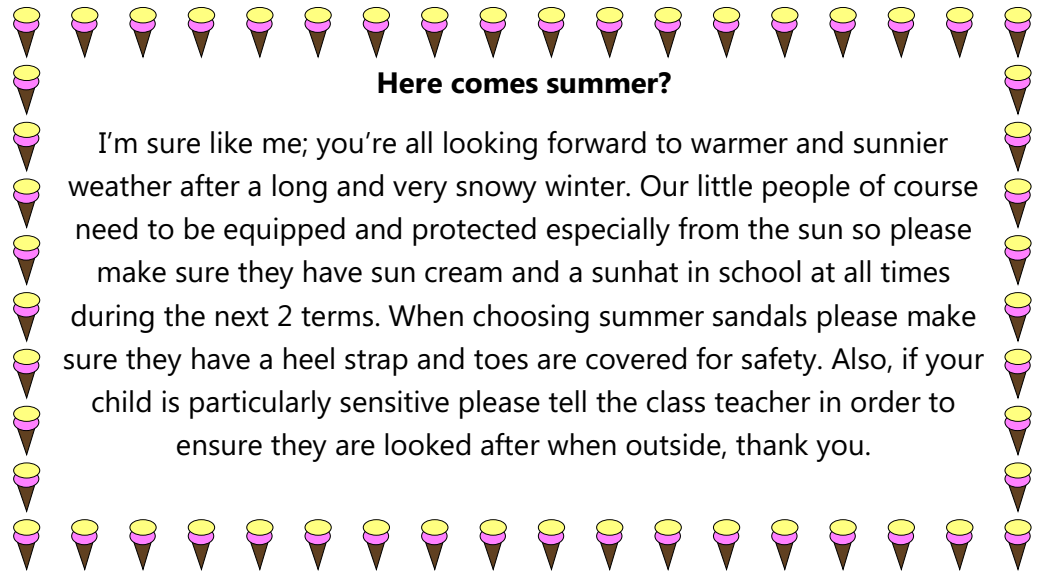 Here comes summer?
I’m sure like me; you’re all looking forward to warmer and sunnier
weather after a long and very snowy winter. Our little people of course
need to be equipped and protected especially from the sun so please
make sure they have sun cream and a sunhat in school at all times
during the next 2 terms. When choosing summer sandals please make
sure they have a heel strap and toes are covered for safety. Also, if your
child is particularly sensitive please tell the class teacher in order to
ensure they are looked after when outside, thank you.